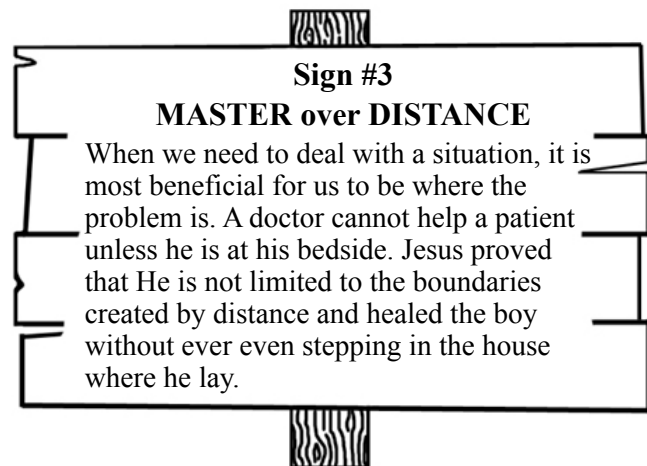 Sign #3
MASTER over DISTANCE
When we need to deal with a situation, it is
most beneficial for us to be where the
problem is. A doctor cannot help a patient
unless he is at his bedside. Jesus proved
that He is not limited to the boundaries
created by distance and healed the boy
without ever even stepping in the house
where he lay.